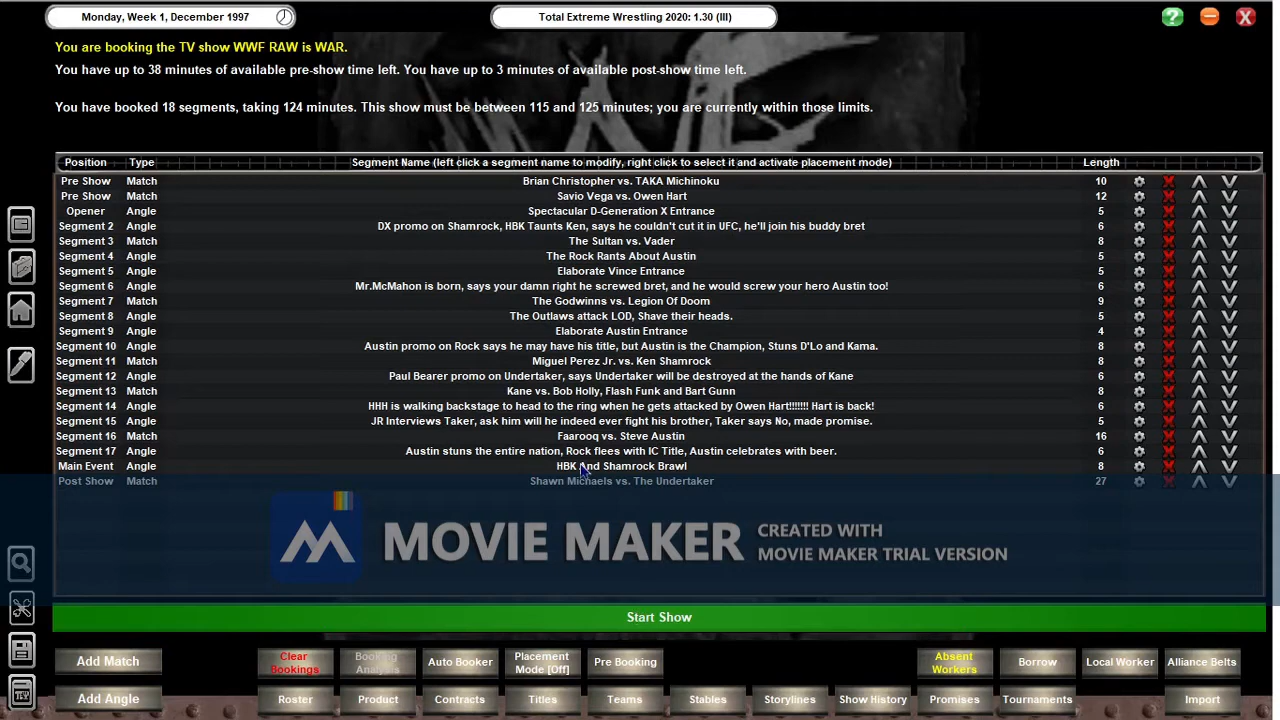 Monday, Week 1, December 1997
Total Extreme Wrestling 2020: 1.30 (III)
You are booking the TV show WWF RAW is WAR.
You have up to 38 minutes of available pre-show time left. You have up to 3 minutes of available post-show time left.
You have booked 18 segments, taking 124 minutes. This show must be between 115 and 125 minutes; you are currently within those limits.
Position Type Segment Name (left click a segment name to modify, right click to select it and activate placement mode) Length
Pre Show Match Brian Christopher vs. TAKA Michinoku 10
Pre Show Match Savio Vega vs. Owen Hart 12
Opener Angle Spectacular D-Generation X Entrance 5
Segment 2 Angle DX promo on Shamrock, HBK Taunts Ken, says he couldn't cut it in UFC, he'll join his buddy bret 6
Segment 3 Match The Sultan vs. Vader 8
Segment 4 Angle The Rock Rants About Austin 5
Segment 5 Angle Elaborate Vince Entrance 5
Segment 6 Angle Mr.McMahon is born, says your damn right he screwed bret, and he would screw your hero Austin too! 6
Segment 7 Match The Godwinns vs. Legion Of Doom 9
Segment 8 Angle The Outlaws attack LOD, Shave their heads. 5
Segment 9 Angle Elaborate Austin Entrance 4
Segment 10 Angle Austin promo on Rock says he may have his title, but Austin is the Champion, Stuns D'Lo and Kama. 8
Segment 11 Match Miguel Perez Jr. vs. Ken Shamrock 8
Segment 12 Angle Paul Bearer promo on Undertaker, says Undertaker will be destroyed at the hands of Kane 6
Segment 13 Match Kane vs. Bob Holly, Flash Funk and Bart Gunn 8
Segment 14 Angle HHH is walking backstage to head to the ring when he gets attacked by Owen Hart!!!!!!! Hart is back! 6
Segment 15 Angle JR Interviews Taker, ask him will he indeed ever fight his brother, Taker says No, made promise. 5
Segment 16 Match Faarooq vs. Steve Austin 16
Segment 17 Angle Austin stuns the entire nation, Rock flees with IC Title, Austin celebrates with beer. 6
Main Event Angle HBK And Shamrock Brawl 8
Post Show Match Shawn Michaels vs. The Undertaker 27
MOVIE MAKER
CREATED WITH
MOVIE MAKER TRIAL VERSION
Start Show
Add Match
Clear Bookings
Booking Analysis
Auto Booker
Placement Mode [Off]
Pre Booking
Absent Workers
Borrow
Local Worker
Alliance Belts
Add Angle
Roster
Product
Contracts
Titles
Teams
Stables
Storylines
Show History
Promises
Tournaments
Import